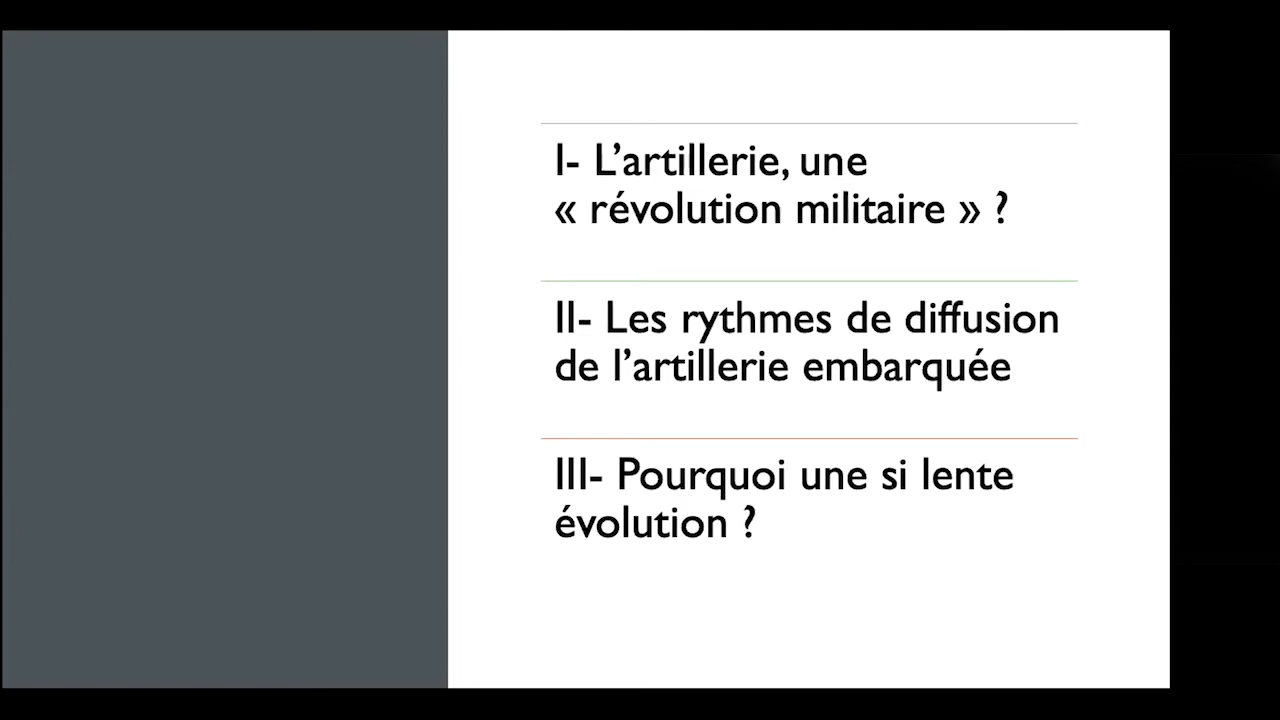 I- L’artillerie, une
« révolution militaire » ?
II- Les rythmes de diffusion
de l’artillerie embarquée
III- Pourquoi une si lente
évolution ?